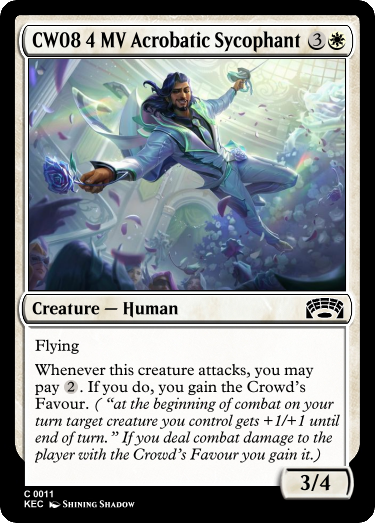 CW08 4 MV Acrobatic Sycophant 3
Creature — Human
Flying
Whenever this creature attacks, you may
pay 2. If you do, you gain the Crowd's
Favour. ( “at the beginning of combat on your
turn target creature you control gets +1/+1 until
end of turn.” If you deal combat damage to the
player with the Crowd's Favour you gain it.)
3/4
C 0011
KEC Shining Shadow